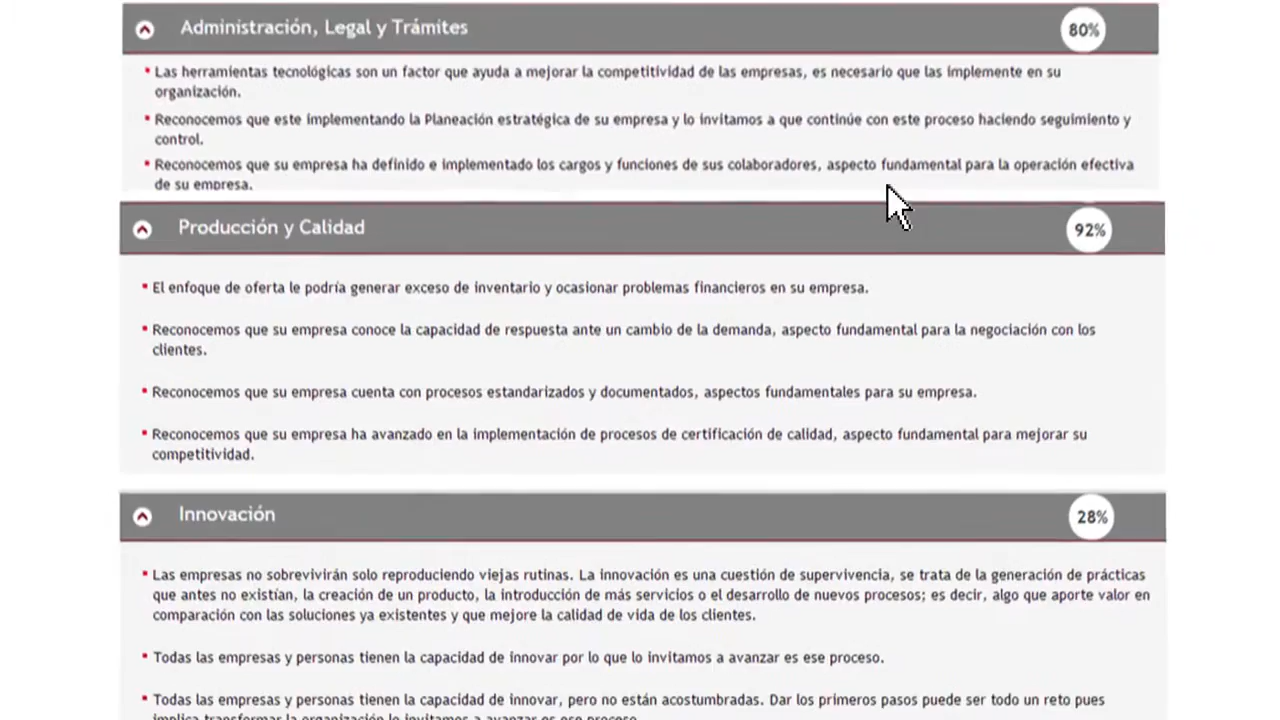 Administración, Legal y Trámites
80%
Las herramientas tecnológicas son un factor que ayuda a mejorar la competitividad de las empresas, es necesario que las implemente en su
organización.
Reconocemos que este implementando la Planeación estratégica de su empresa y lo invitamos a que continúe con este proceso haciendo seguimiento y
control.
Reconocemos que su empresa ha definido e implementado los cargos y funciones de sus colaboradores, aspecto fundamental para la operación efectiva
de su empresa.
Producción y Calidad
92%
El enfoque de oferta le podría generar exceso de inventario y ocasionar problemas financieros en su empresa.
Reconocemos que su empresa conoce la capacidad de respuesta ante un cambio de la demanda, aspecto fundamental para la negociación con los
clientes.
Reconocemos que su empresa cuenta con procesos estandarizados y documentados, aspectos fundamentales para su empresa.
Reconocemos que su empresa ha avanzado en la implementación de procesos de certificación de calidad, aspecto fundamental para mejorar su
competitividad.
Innovación
28%
Las empresas no sobrevivirán solo reproduciendo viejas rutinas. La innovación es una cuestión de supervivencia, se trata de la generación de prácticas
que antes no existían, la creación de un producto, la introducción de más servicios o el desarrollo de nuevos procesos; es decir, algo que aporte valor en
comparación con las soluciones ya existentes y que mejore la calidad de vida de los clientes.
Todas las empresas y personas tienen la capacidad de innovar por lo que lo invitamos a avanzar es ese proceso.
Todas las empresas y personas tienen la capacidad de innovar, pero no están acostumbradas. Dar los primeros pasos puede ser todo un reto pues
implica transformar la organización lo invitamos a avanzar es ese proceso.